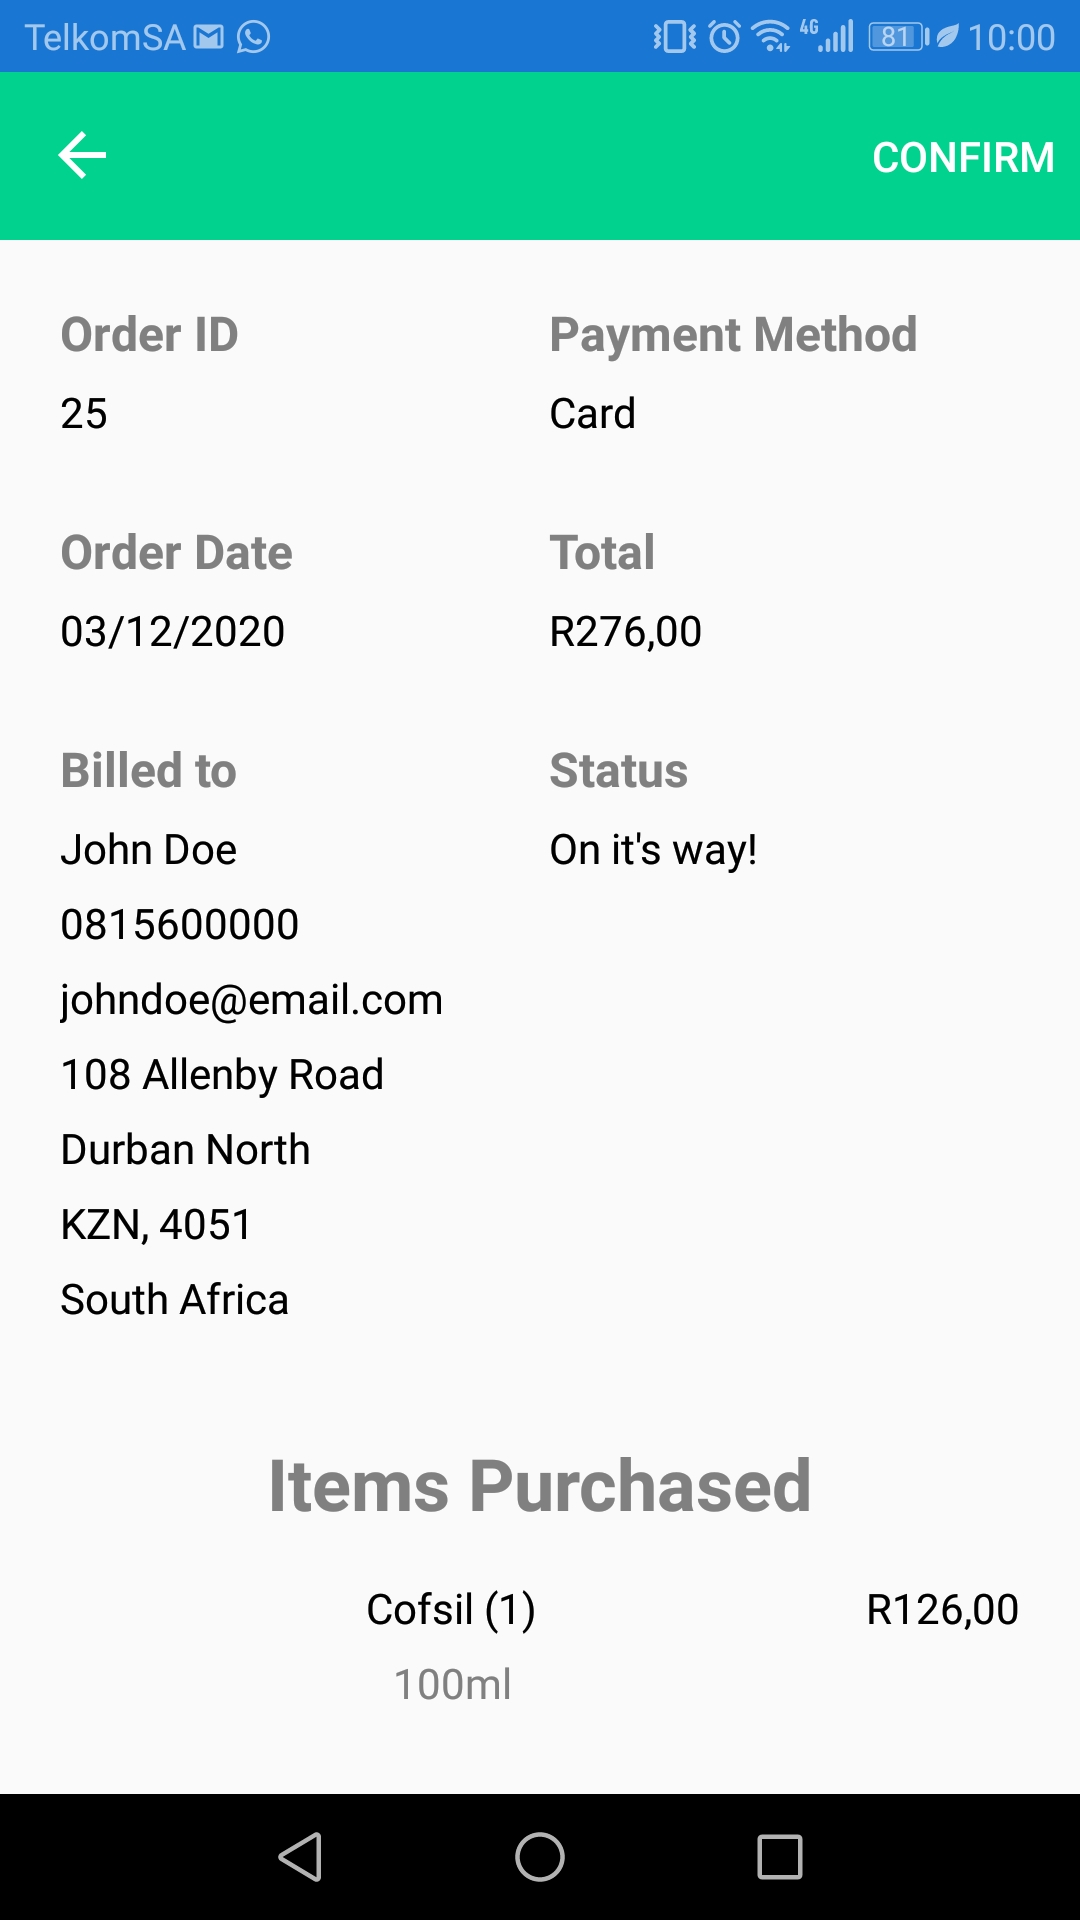 TelkomSA 4G 81 10:00
CONFIRM
Order ID
25
Payment Method
Card
Order Date
03/12/2020
Total
R276,00
Billed to
John Doe
0815600000
johndoe@email.com
108 Allenby Road
Durban North
KZN, 4051
South Africa
Status
On it's way!
Items Purchased
Cofsil (1) R126,00
100ml